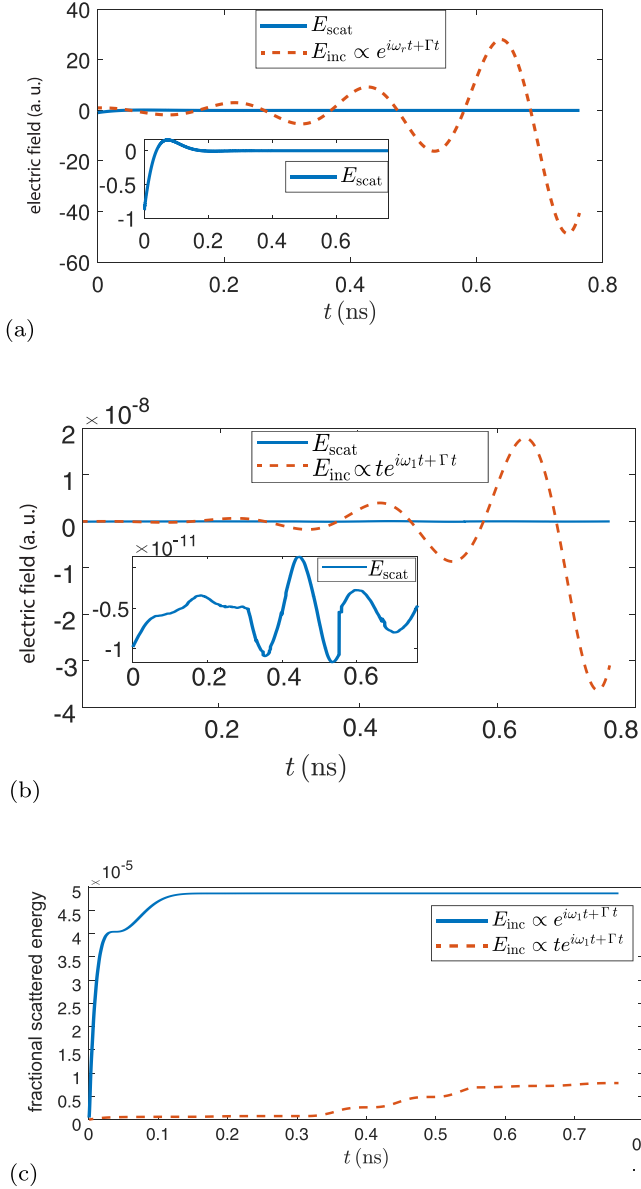 40
20
0
-20
-40
-60
electric field (a. u.)
E_scat
E_inc ∝ e^{iω_r t+Γt}
0
-0.5
-1
E_scat
0 0.2 0.4 0.6
0 0.2 0.4 0.6 0.8
t (ns)
(a)
× 10^-8
2
1
0
-1
-2
-3
-4
electric field (a. u.)
E_scat
E_inc ∝ te^{iω_1 t+Γt}
× 10^-11
-0.5
-1
E_scat
0 0.2 0.4 0.6
0.2 0.4 0.6 0.8
t (ns)
(b)
× 10^-5
5
4.5
4
5
3
5
2
5
1
0.5
0
fractional scattered energy
E_inc ∝ e^{iω_1 t+Γt}
E_inc ∝ te^{iω_1 t+Γt}
0 0.1 0.2 0.3 0.4 0.5 0.6 0.7 0
t (ns)
(c)